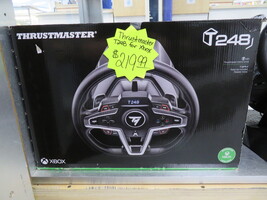 THRUSTMASTER
T248
Thrustmaster
T248 for Xbox
$219.99
T248
XBOX